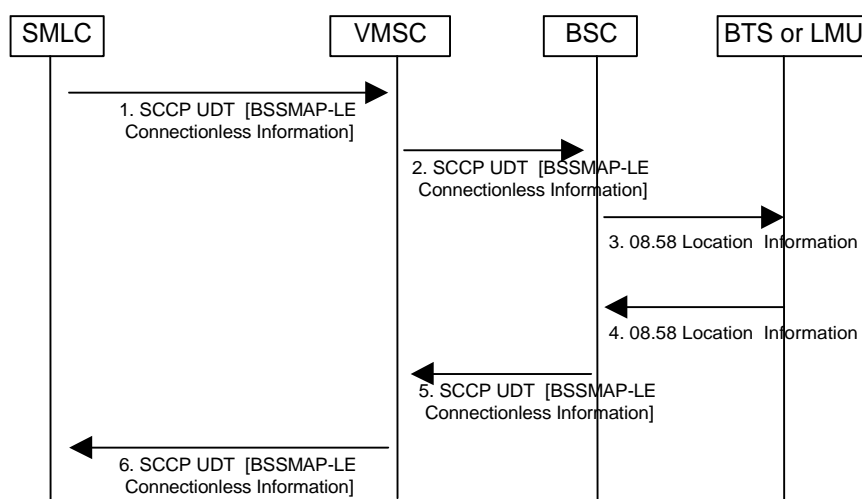 SMLC VMSC BSC BTS or LMU
1. SCCP UDT [BSSMAP-LE
Connectionless Information]
2. SCCP UDT [BSSMAP-LE
Connectionless Information]
3. 08.58 Location Information
4. 08.58 Location Information
5. SCCP UDT [BSSMAP-LE
Connectionless Information]
6. SCCP UDT [BSSMAP-LE
Connectionless Information]